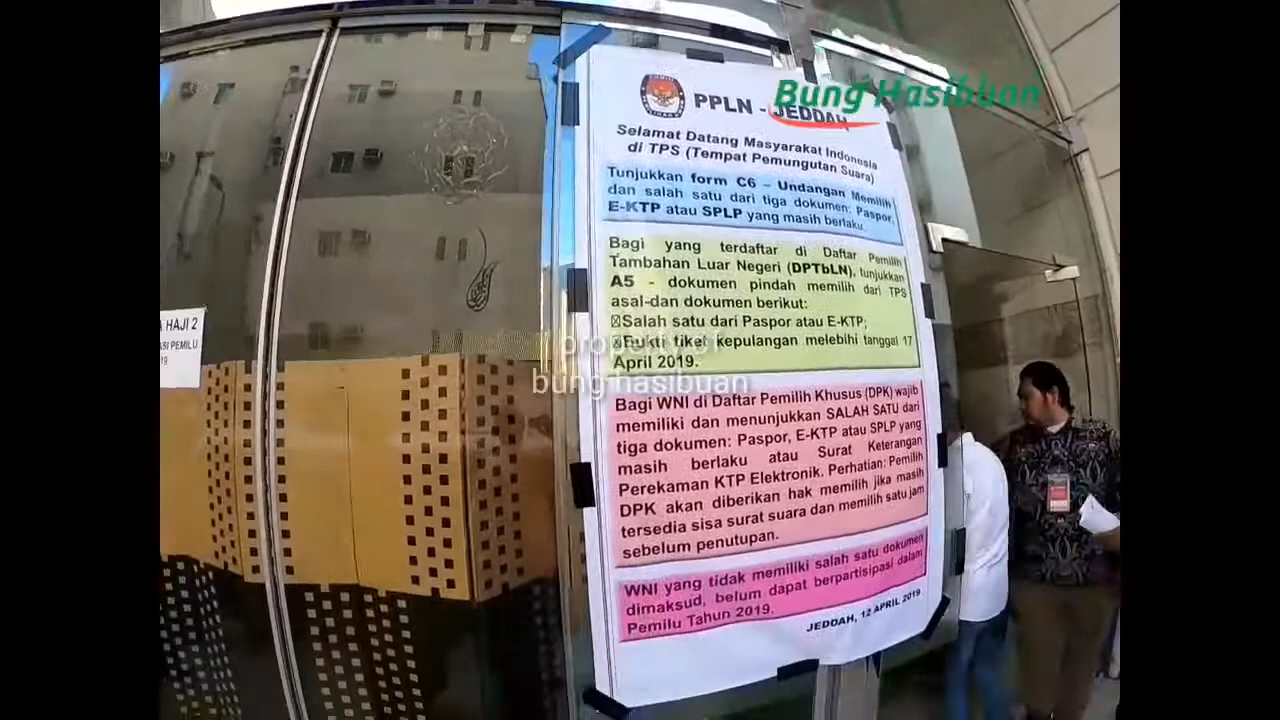 Bung Hasibuan
PPLN - JEDDAH
Selamat Datang Masyarakat Indonesia
di TPS (Tempat Pemungutan Suara)
Tunjukkan form C6 – Undangan Memilih
dan salah satu dari tiga dokumen: Paspor,
E-KTP atau SPLP yang masih berlaku.
Bagi yang terdaftar di Daftar Pemilih
Tambahan Luar Negeri (DPTbLN), tunjukkan
A5 - dokumen pindah memilih dari TPS
asal-dan dokumen berikut:
Salah satu dari Paspor atau E-KTP;
Bukti tiket kepulangan melebihi tanggal 17
April 2019.
property of
bung hasibuan
Bagi WNI di Daftar Pemilih Khusus (DPK) wajib
memiliki dan menunjukkan SALAH SATU dari
tiga dokumen: Paspor, E-KTP atau SPLP yang
masih berlaku atau Surat Keterangan
Perekaman KTP Elektronik. Perhatian: Pemilih
DPK akan diberikan hak memilih jika masih
tersedia sisa surat suara dan memilih satu jam
sebelum penutupan.
WNI yang tidak memiliki salah satu dokumen
dimaksud, belum dapat berpartisipasi dalam
Pemilu Tahun 2019.
JEDDAH, 12 APRIL 2019
HAJI 2
PEMILU